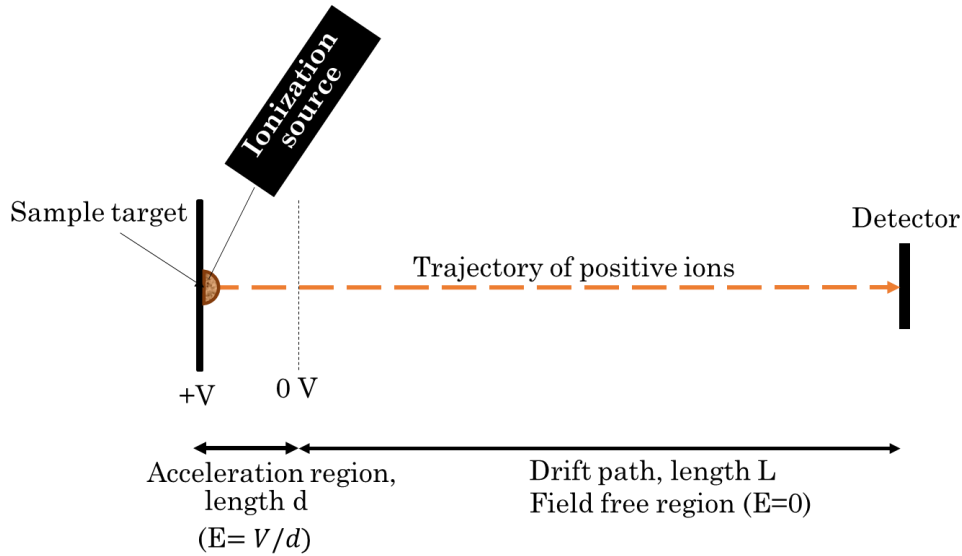 Ionization
source
Sample target
Detector
Trajectory of positive ions
+V
0 V
Acceleration region,
length d
(E= V/d)
Drift path, length L
Field free region (E=0)